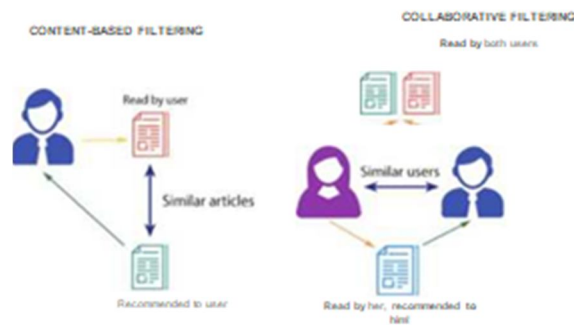 CONTENT-BASED FILTERING
Read by user
Similar articles
Recommended to user
COLLABORATIVE FILTERING
Read by both users
Similar users
Read by her, recommended to
him!